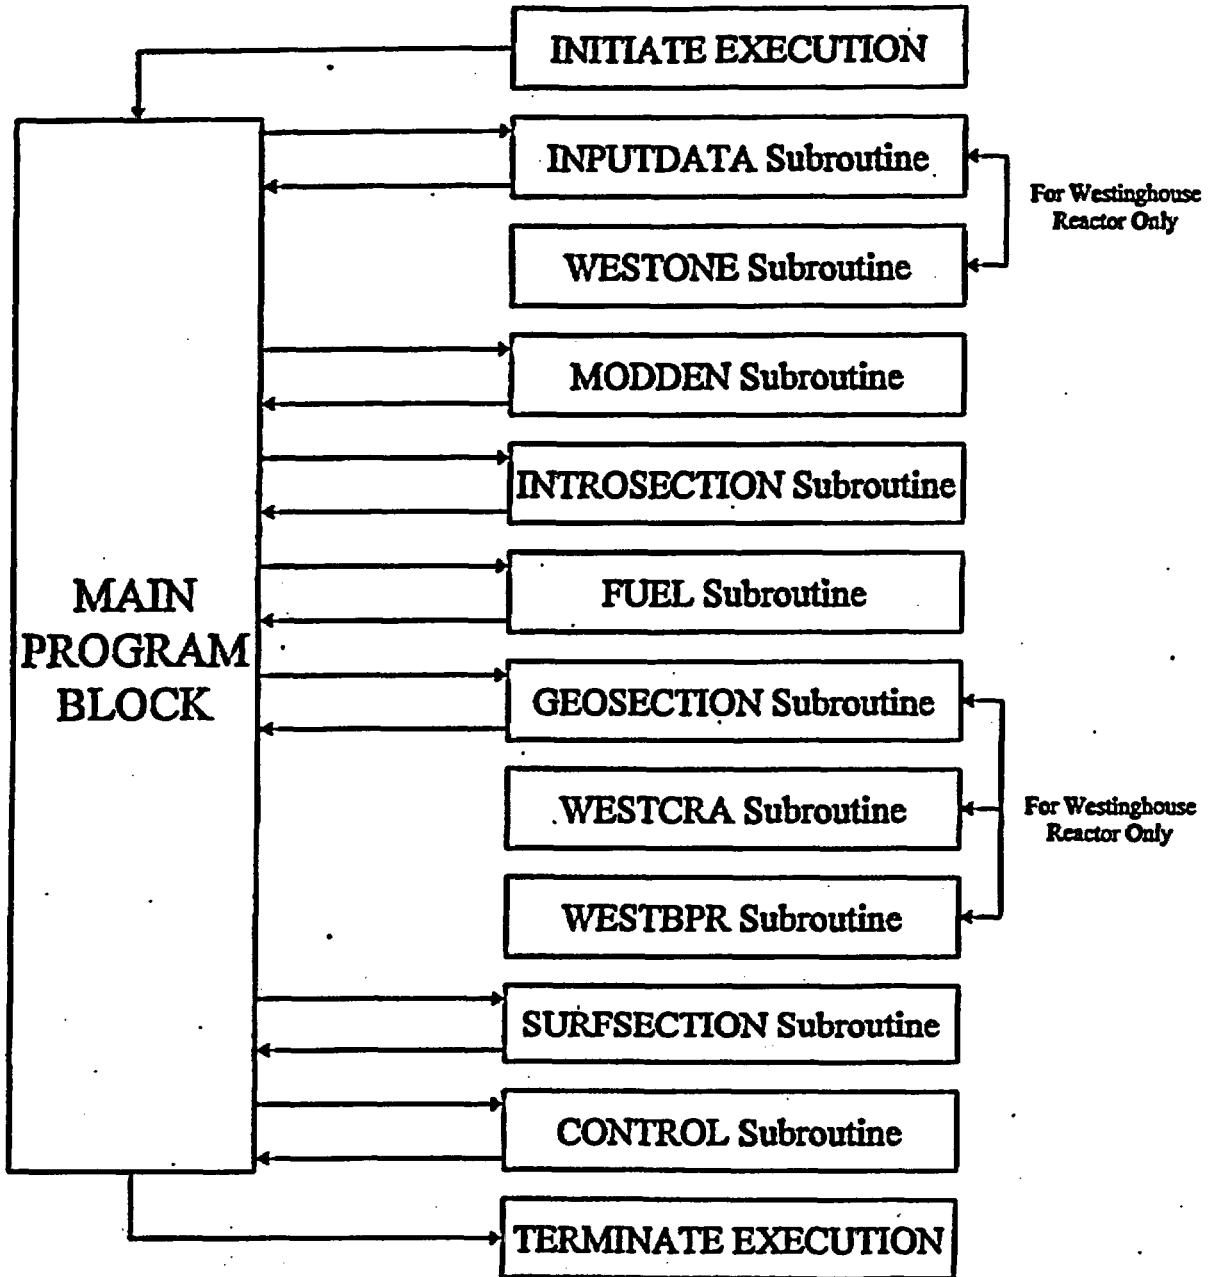 INITIATE EXECUTION
INPUTDATA Subroutine
For Westinghouse
Reactor Only
WESTONE Subroutine
MODDEN Subroutine
INTROSECTION Subroutine
FUEL Subroutine
MAIN
PROGRAM
BLOCK
GEOSECTION Subroutine
WESTCRA Subroutine
For Westinghouse
Reactor Only
WESTBPR Subroutine
SURFSECTION Subroutine
CONTROL Subroutine
TERMINATE EXECUTION